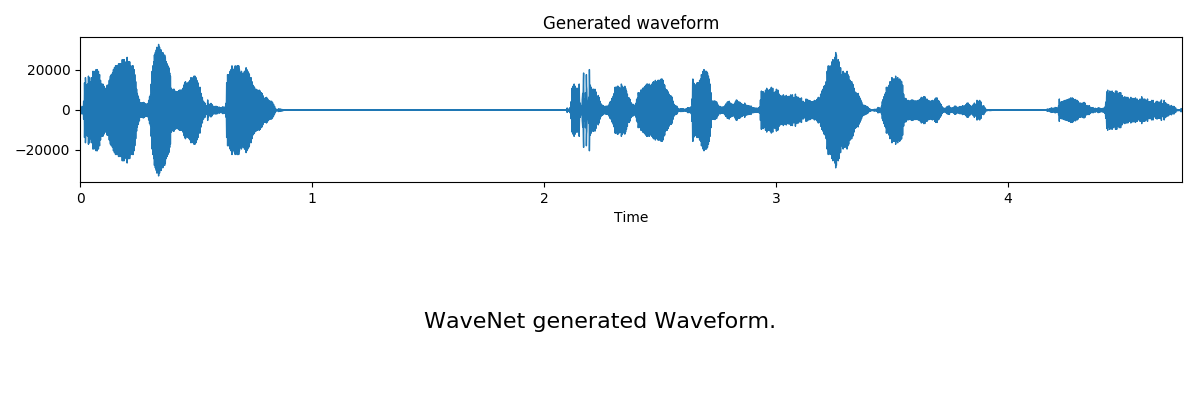 Generated waveform
20000
0
−20000
0 1 2 3 4
Time
WaveNet generated Waveform.